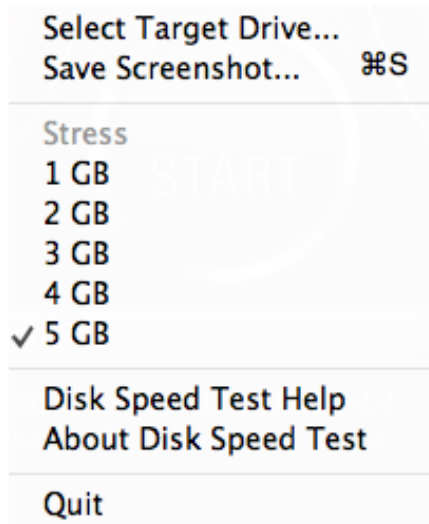 Select Target Drive...
Save Screenshot... ⌘S
Stress
1 GB
2 GB
3 GB
4 GB
✓ 5 GB
Disk Speed Test Help
About Disk Speed Test
Quit
START